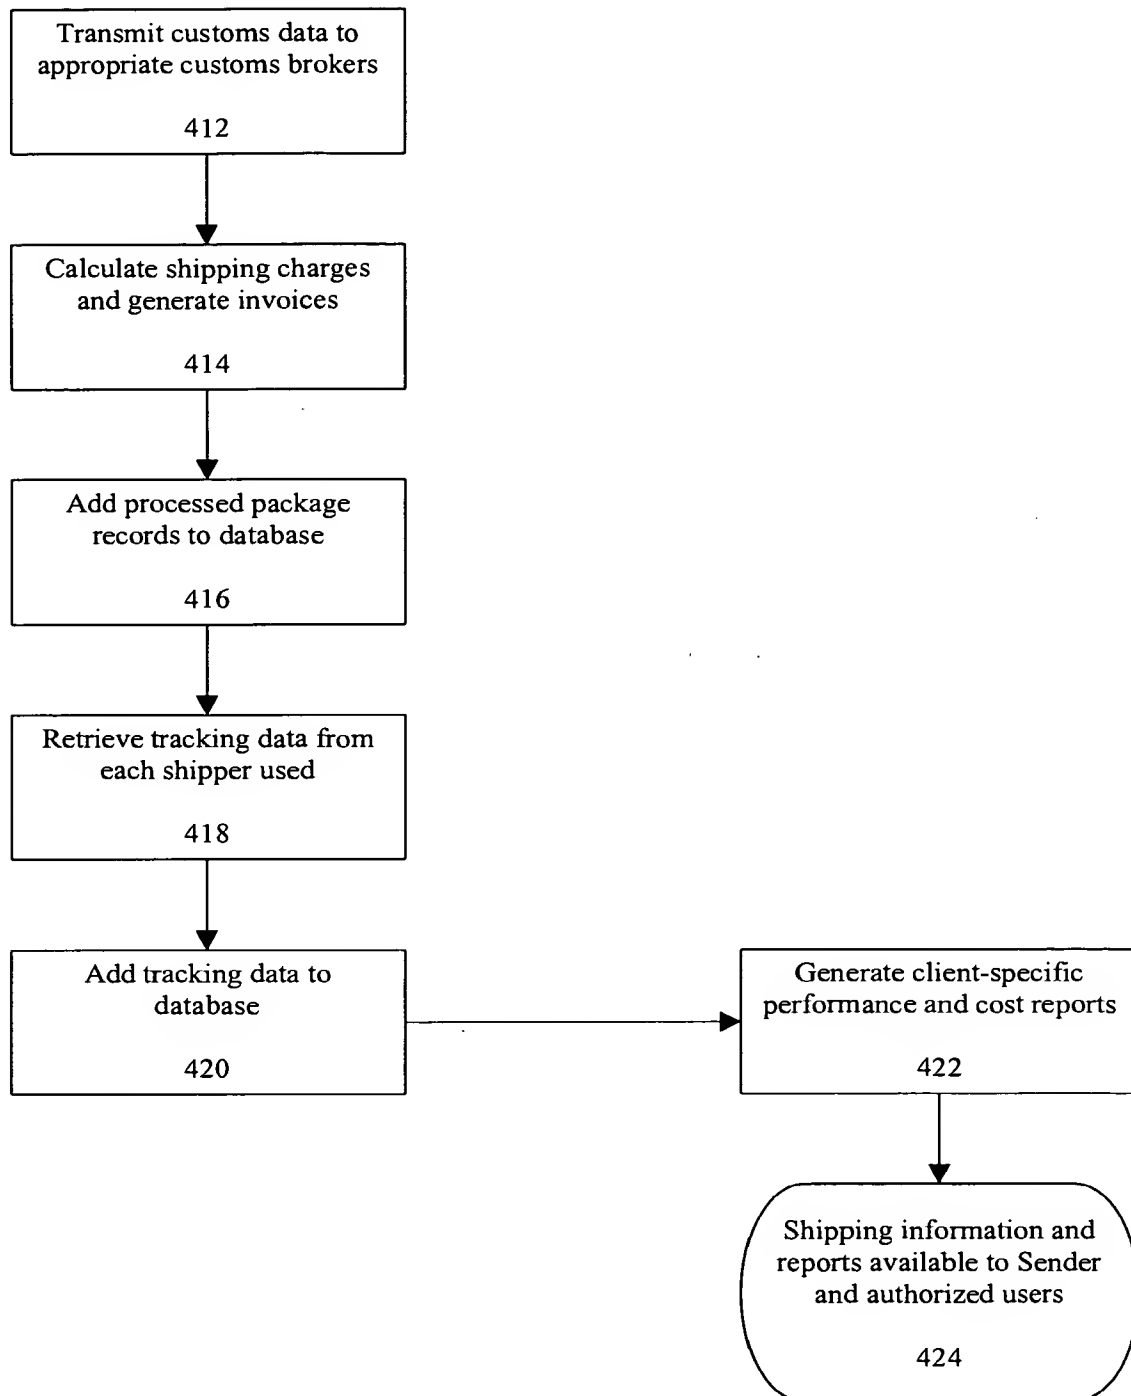 Transmit customs data to
appropriate customs brokers
412
Calculate shipping charges
and generate invoices
414
Add processed package
records to database
416
Retrieve tracking data from
each shipper used
418
Add tracking data to
database
420
Generate client-specific
performance and cost reports
422
Shipping information and
reports available to Sender
and authorized users
424